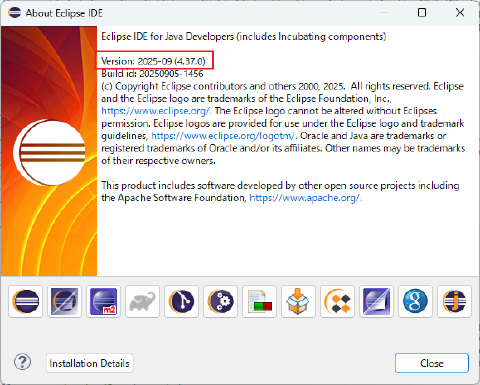 About Eclipse IDE
Eclipse IDE for Java Developers (includes Incubating components)
Version: 2025-09 (4.37.0)
Build id: 20250905-1456
(c) Copyright Eclipse contributors and others 2000, 2025.  All rights reserved. Eclipse
and the Eclipse logo are trademarks of the Eclipse Foundation, Inc.,
https://www.eclipse.org/. The Eclipse logo cannot be altered without Eclipses
permission. Eclipse logos are provided for use under the Eclipse logo and trademark
guidelines, https://www.eclipse.org/logotm/. Oracle and Java are trademarks or
registered trademarks of Oracle and/or its affiliates. Other names may be trademarks
of their respective owners.
This product includes software developed by other open source projects including
the Apache Software Foundation, https://www.apache.org/.
m2
g
j
?
Installation Details
Close